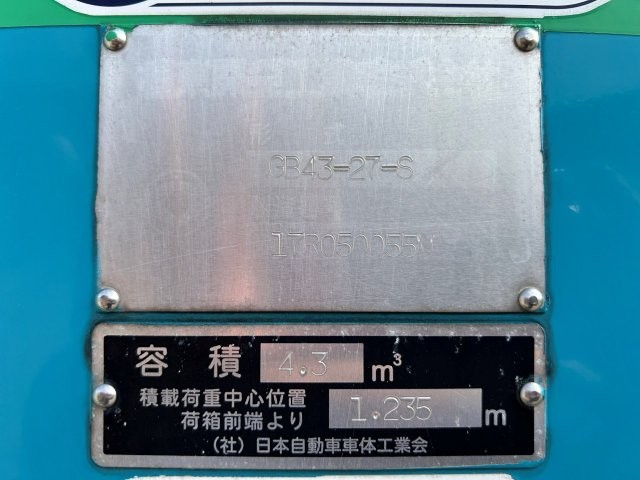 GB43-27-S
17R050055
容積 4.3 m³
積載荷重中心位置
荷箱前端より 1.235 m
(社)日本自動車車体工業会